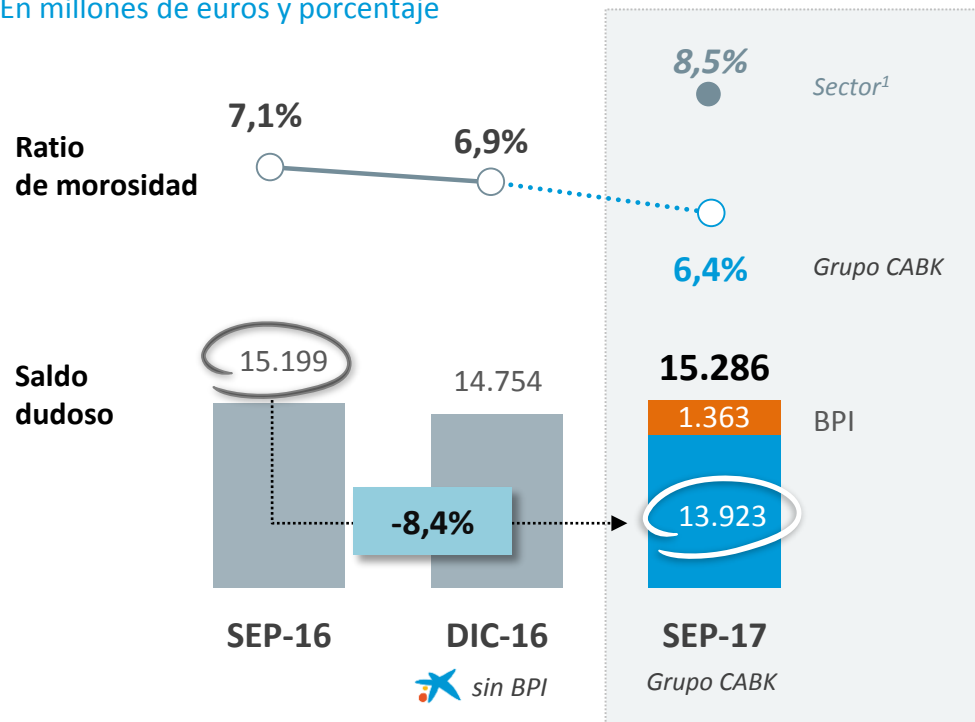 En millones de euros y porcentaje
8,5%
Sector¹
7,1%
6,9%
Ratio
de morosidad
6,4%
Grupo CABK
Saldo
dudoso
15.199
14.754
15.286
1.363
BPI
13.923
-8,4%
SEP-16
DIC-16
SEP-17
sin BPI
Grupo CABK